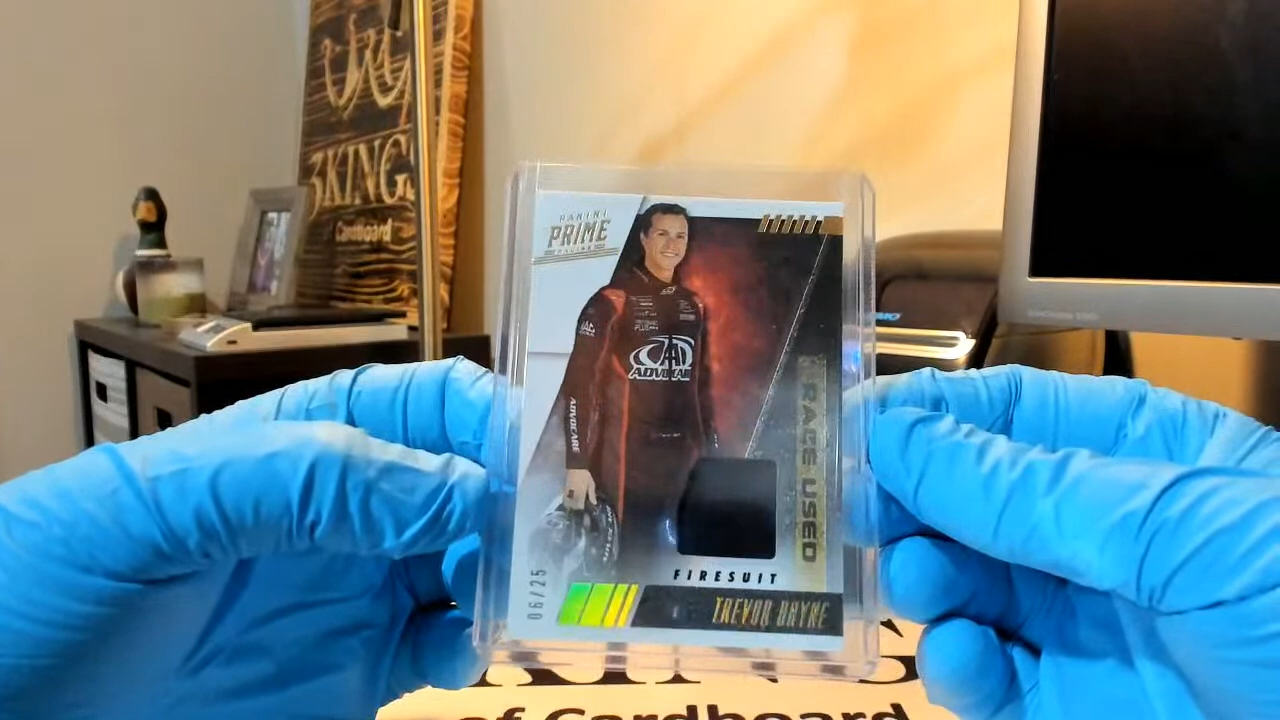 3KINGS
Cardboard
PANINI
PRIME
RACING
ADVOCARE
ADVOCARE
RACE USED
FIRESUIT
06/25
TREVOR BAYNE
of Cardboard